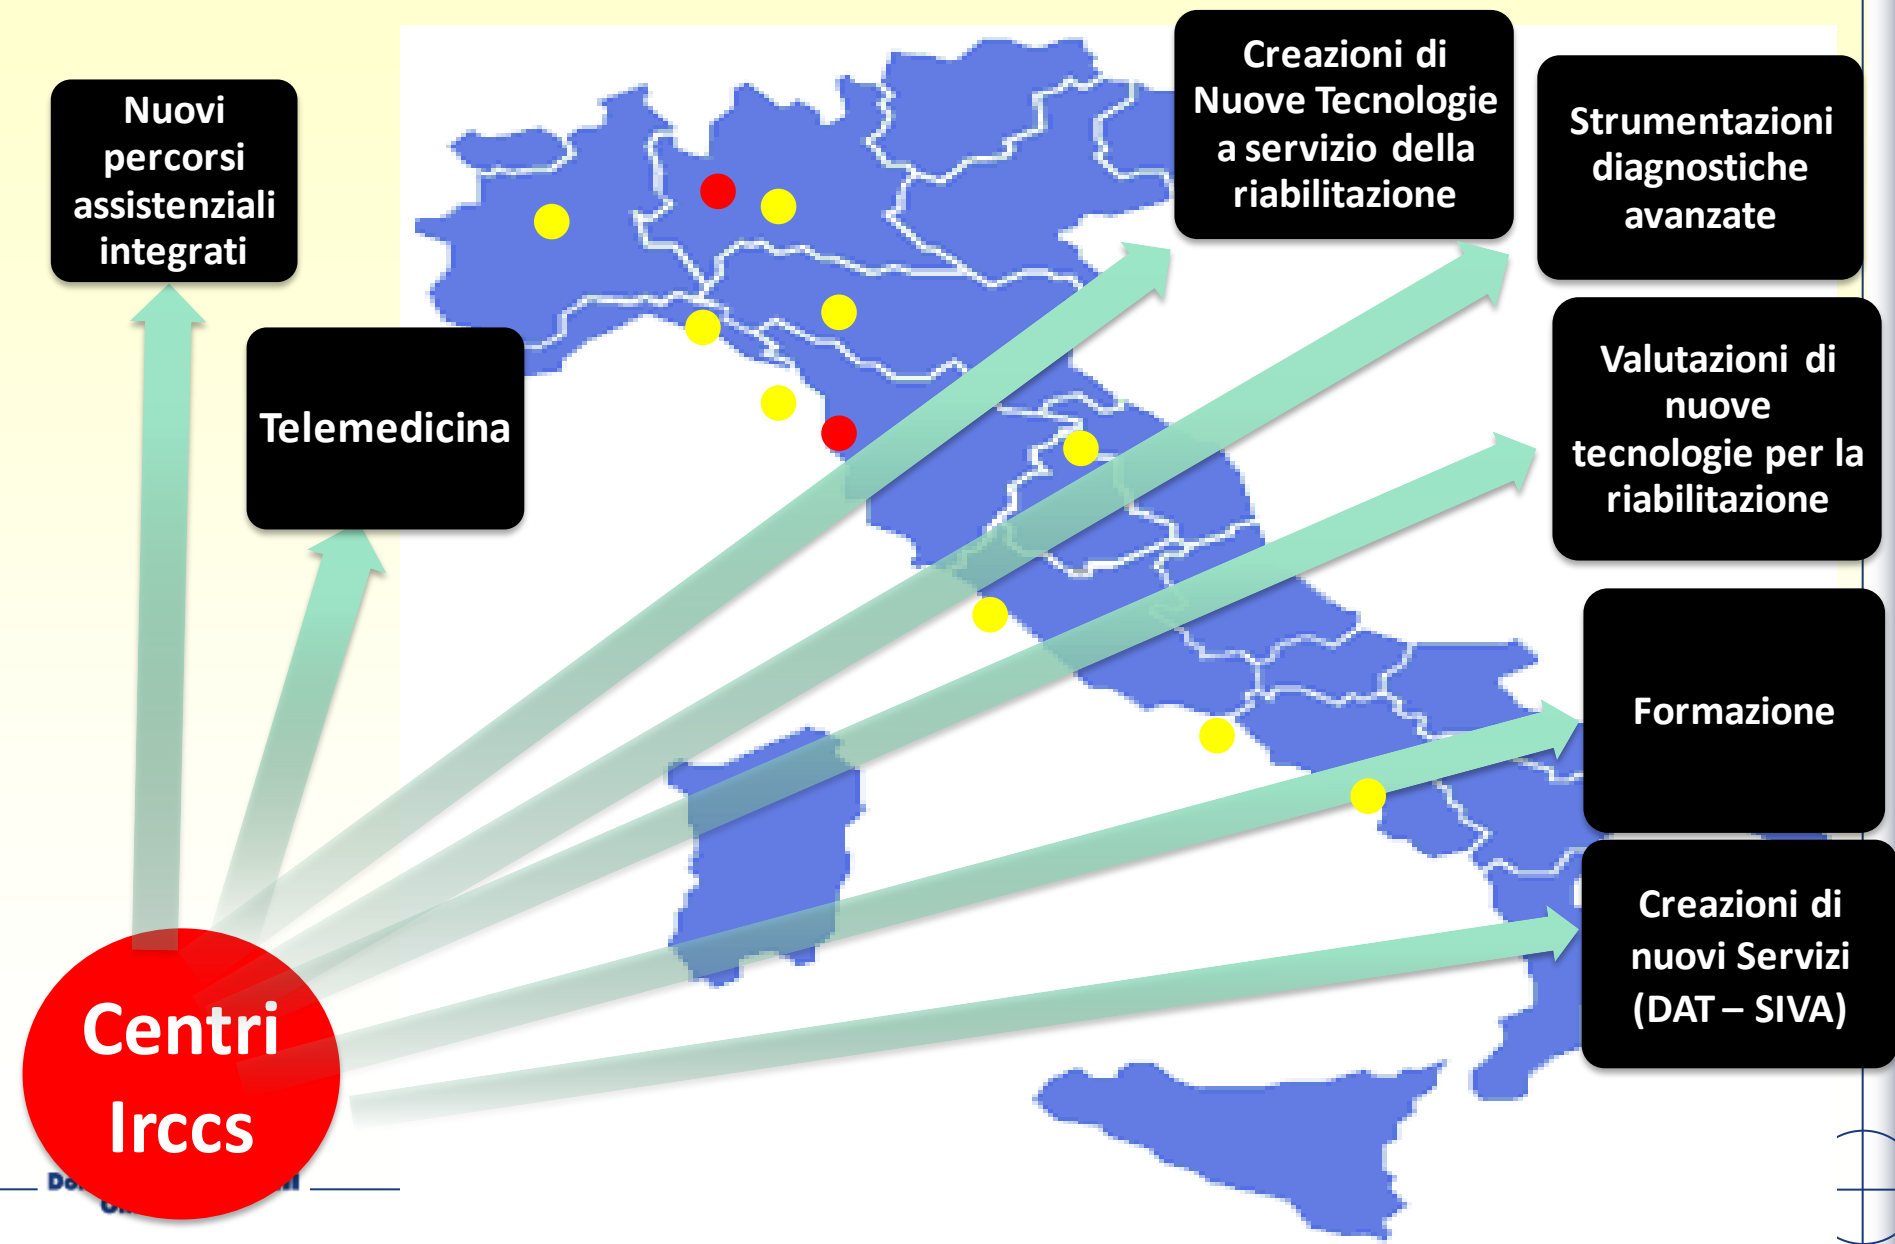 Nuovi
percorsi
assistenziali
integrati
Telemedicina
Creazioni di
Nuove Tecnologie
a servizio della
riabilitazione
Strumentazioni
diagnostiche
avanzate
Valutazioni di
nuove
tecnologie per la
riabilitazione
Formazione
Creazioni di
nuovi Servizi
(DAT – SIVA)
Centri
Irccs